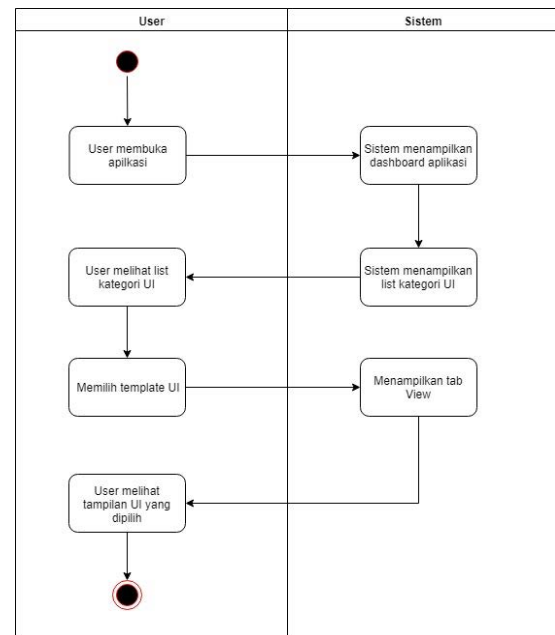 User
Sistem
User membuka
apilkasi
Sistem menampilkan
dashboard aplikasi
User melihat list
kategori UI
Sistem menampilkan
list kategori UI
Memilih template UI
Menampilkan tab
View
User melihat
tampilan UI yang
dipilih